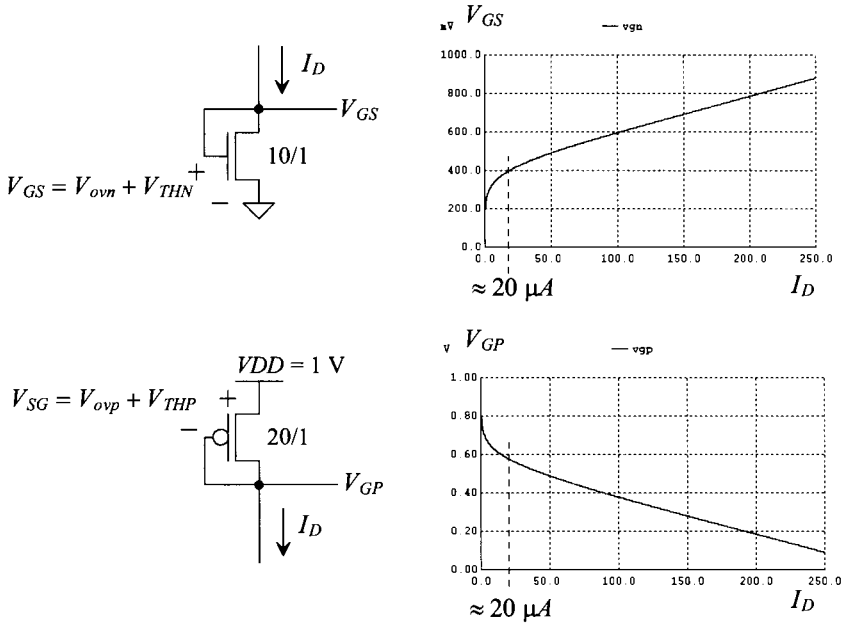 I_D
V_GS
10/1
+
V_GS = V_ovn + V_THN
−
mV V_GS
— vgn
1000.0
800.0
600.0
400.0
200.0
0.0
0.0 50.0 100.0 150.0 200.0 250.0
≈ 20 μA
I_D
VDD = 1 V
V_SG = V_ovp + V_THP
+
−
20/1
V_GP
I_D
V V_GP
— vgp
1.00
0.80
0.60
0.40
0.20
0.00
0.0 50.0 100.0 150.0 200.0 250.0
≈ 20 μA
I_D